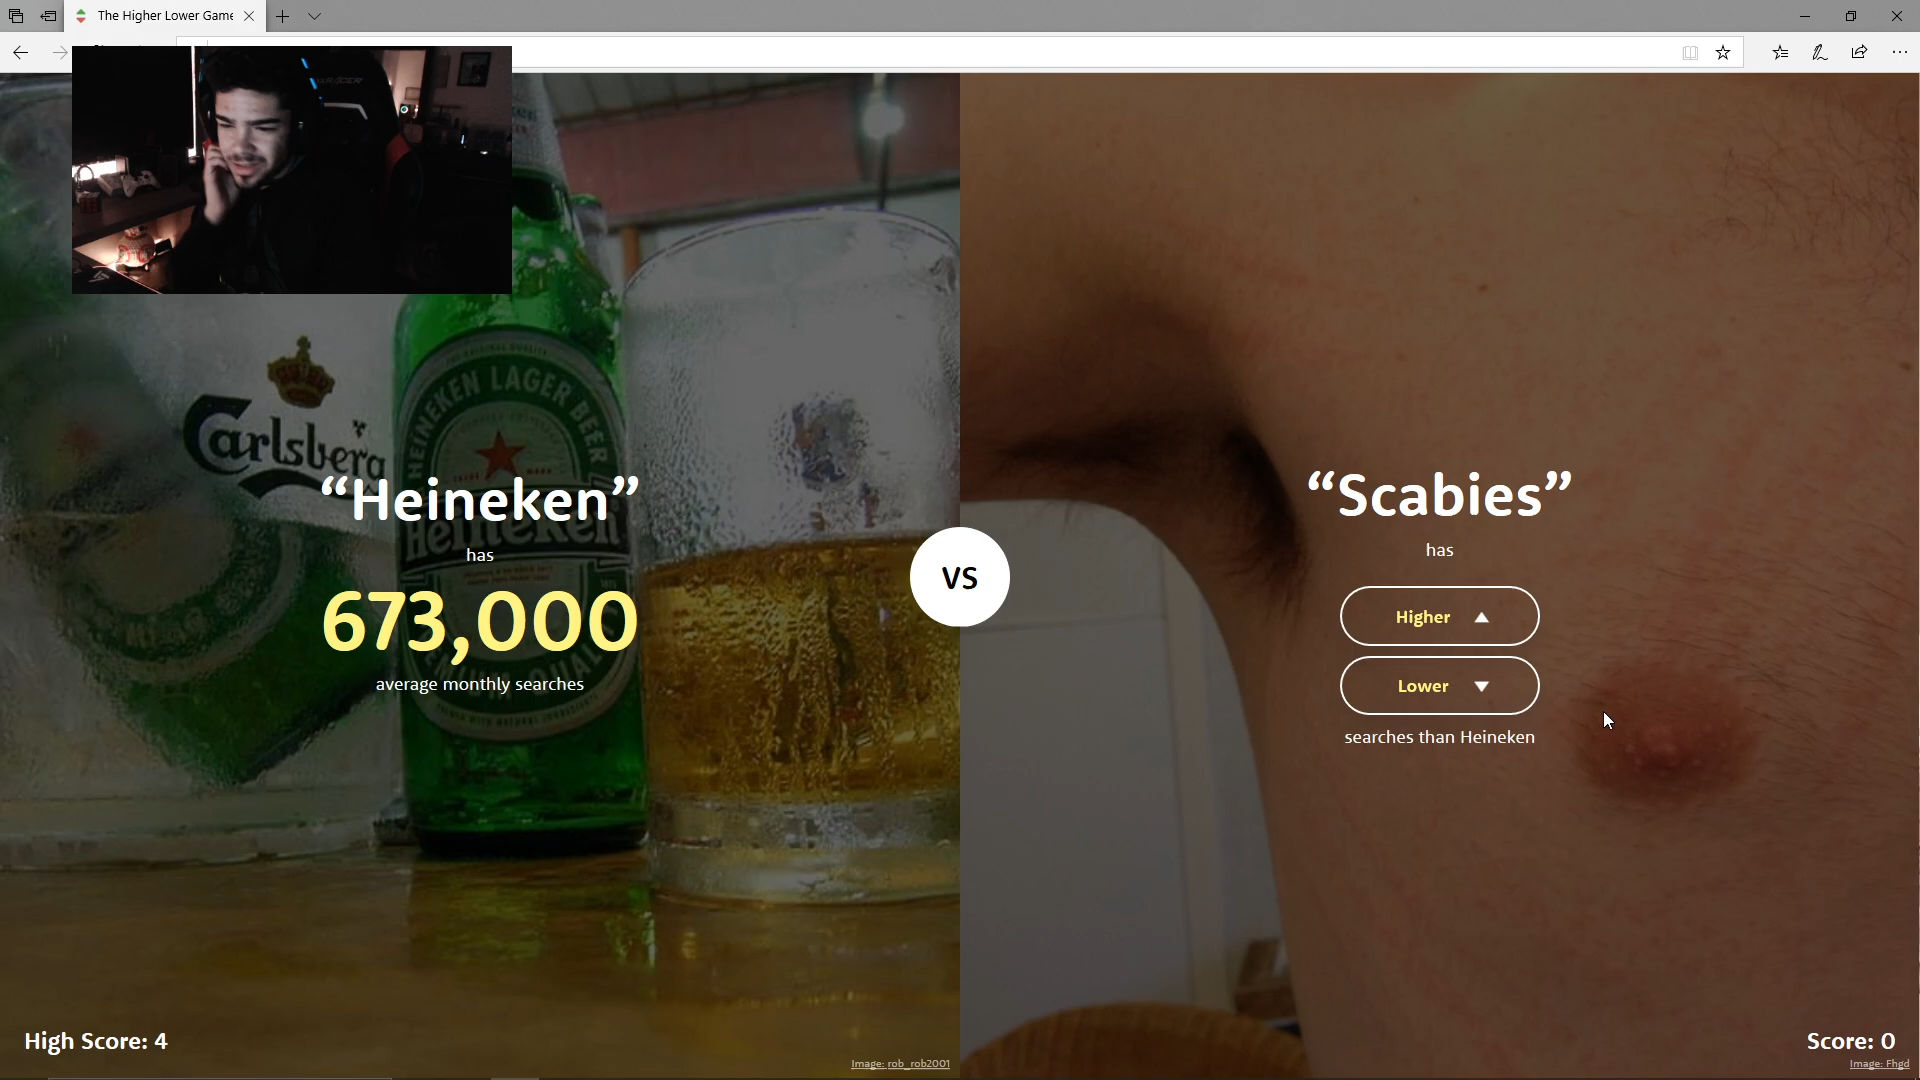 The Higher Lower Game
Carlsberg
HEINEKEN LAGER BEER
Heineken
“Heineken”
has
673,000
average monthly searches
VS
“Scabies”
has
Higher
Lower
searches than Heineken
High Score: 4
Score: 0
Image: rob_rob2001
Image: Fhgd